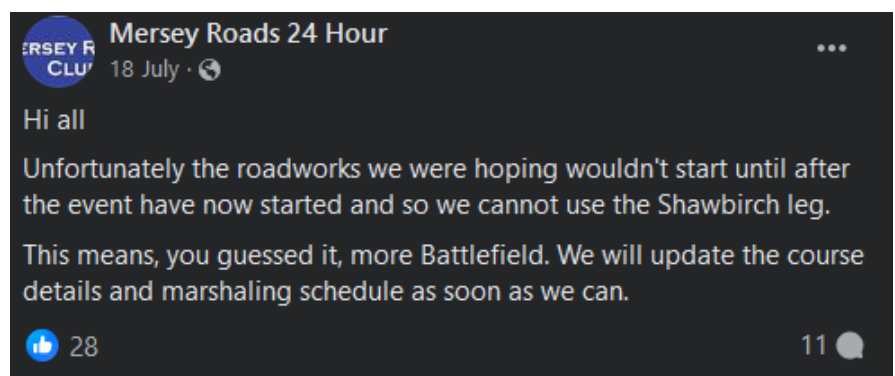 Mersey Roads 24 Hour
ERSEY R
CLU
18 July ·
Hi all
Unfortunately the roadworks we were hoping wouldn't start until after
the event have now started and so we cannot use the Shawbirch leg.
This means, you guessed it, more Battlefield. We will update the course
details and marshaling schedule as soon as we can.
28
11